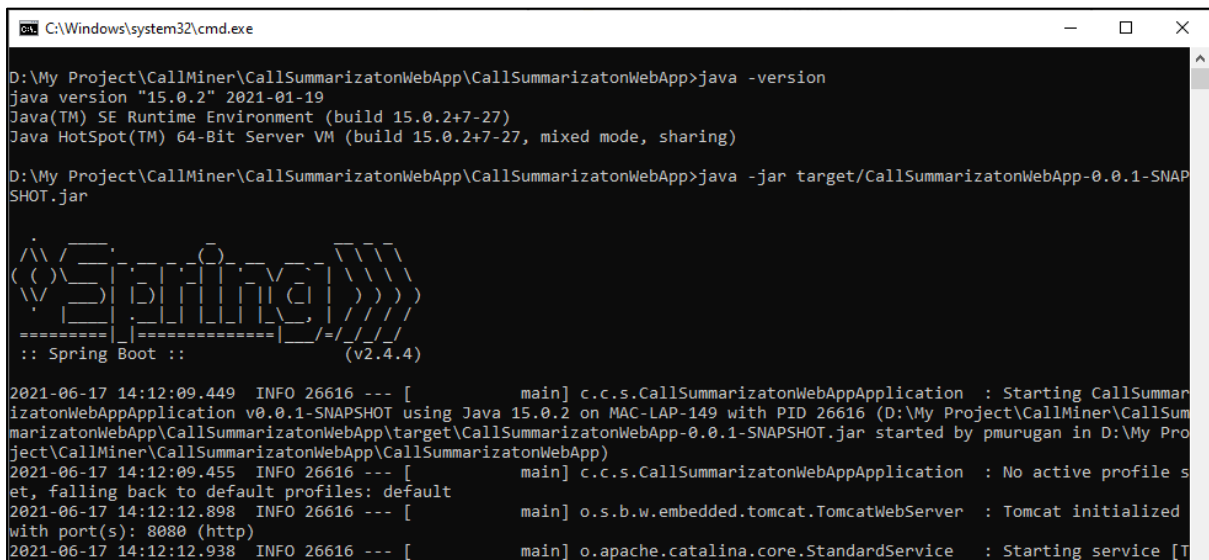 C:\Windows\system32\cmd.exe
D:\My Project\CallMiner\CallSummarizatonWebApp\CallSummarizatonWebApp>java -version
java version "15.0.2" 2021-01-19
Java(TM) SE Runtime Environment (build 15.0.2+7-27)
Java HotSpot(TM) 64-Bit Server VM (build 15.0.2+7-27, mixed mode, sharing)
D:\My Project\CallMiner\CallSummarizatonWebApp\CallSummarizatonWebApp>java -jar target/CallSummarizatonWebApp-0.0.1-SNAP
SHOT.jar
Spring
:: Spring Boot ::                (v2.4.4)
2021-06-17 14:12:09.449  INFO 26616 --- [           main] c.c.s.CallSummarizatonWebAppApplication  : Starting CallSummar
izatonWebAppApplication v0.0.1-SNAPSHOT using Java 15.0.2 on MAC-LAP-149 with PID 26616 (D:\My Project\CallMiner\CallSum
marizatonWebApp\CallSummarizatonWebApp\target\CallSummarizatonWebApp-0.0.1-SNAPSHOT.jar started by pmurugan in D:\My Pro
ject\CallMiner\CallSummarizatonWebApp\CallSummarizatonWebApp)
2021-06-17 14:12:09.455  INFO 26616 --- [           main] c.c.s.CallSummarizatonWebAppApplication  : No active profile s
et, falling back to default profiles: default
2021-06-17 14:12:12.898  INFO 26616 --- [           main] o.s.b.w.embedded.tomcat.TomcatWebServer  : Tomcat initialized
with port(s): 8080 (http)
2021-06-17 14:12:12.938  INFO 26616 --- [           main] o.apache.catalina.core.StandardService   : Starting service [T